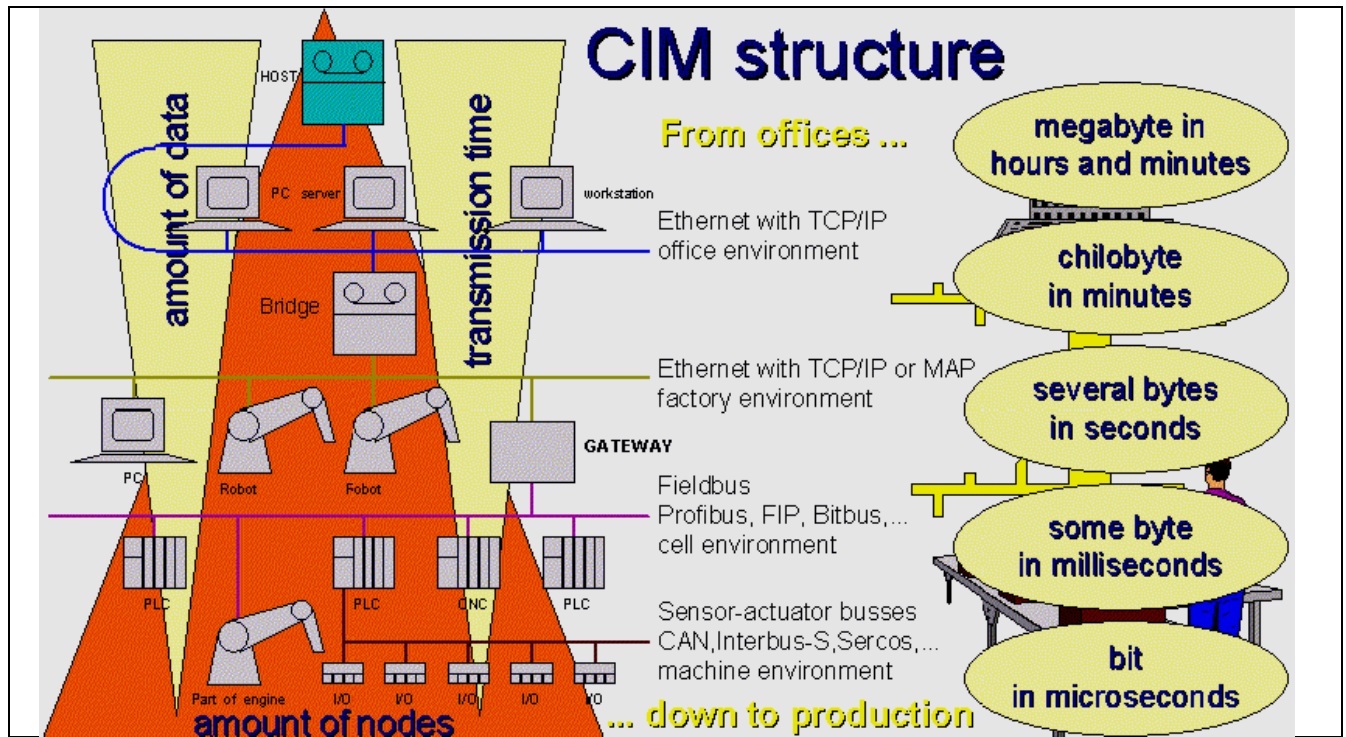 CIM structure
HOST
amount of data
transmission time
From offices ...
megabyte in
hours and minutes
PC server
workstation
Ethernet with TCP/IP
office environment
chilobyte
in minutes
Bridge
Ethernet with TCP/IP or MAP
factory environment
several bytes
in seconds
GATEWAY
PC
Robot
Fobot
Fieldbus
Profibus, FIP, Bitbus,...
cell environment
some byte
in milliseconds
PLC
PLC
CNC
PLC
Sensor-actuator busses
CAN,Interbus-S,Sercos,...
machine environment
bit
in microseconds
Part of engine
I/O
I/O
I/O
I/O
I/O
amount of nodes
... down to production